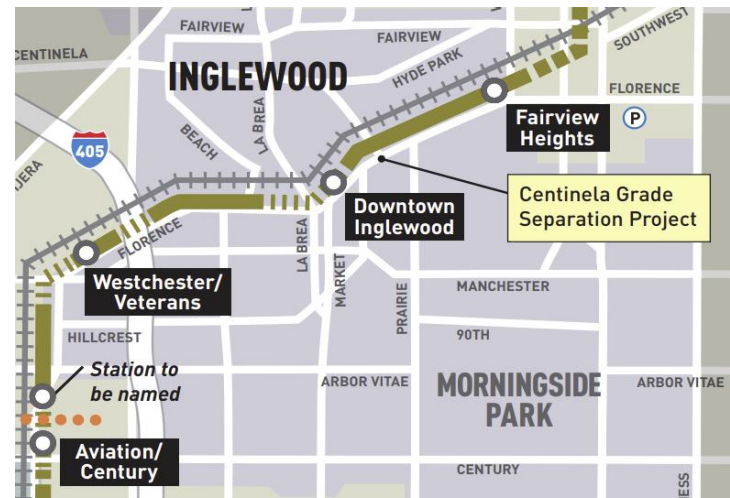 FAIRVIEW
FAIRVIEW
SOUTHWEST
CENTINELA
INGLEWOOD
HYDE PARK
FLORENCE
P
405
BEACH
LA BREA
Fairview
Heights
Centinela Grade
Separation Project
Downtown
Inglewood
FLORENCE
LA BREA
MARKET
PRAIRIE
Westchester/
Veterans
MANCHESTER
HILLCREST
90TH
Station to
be named
ARBOR VITAE
MORNINGSIDE
PARK
ARBOR VITAE
Aviation/
Century
CENTURY